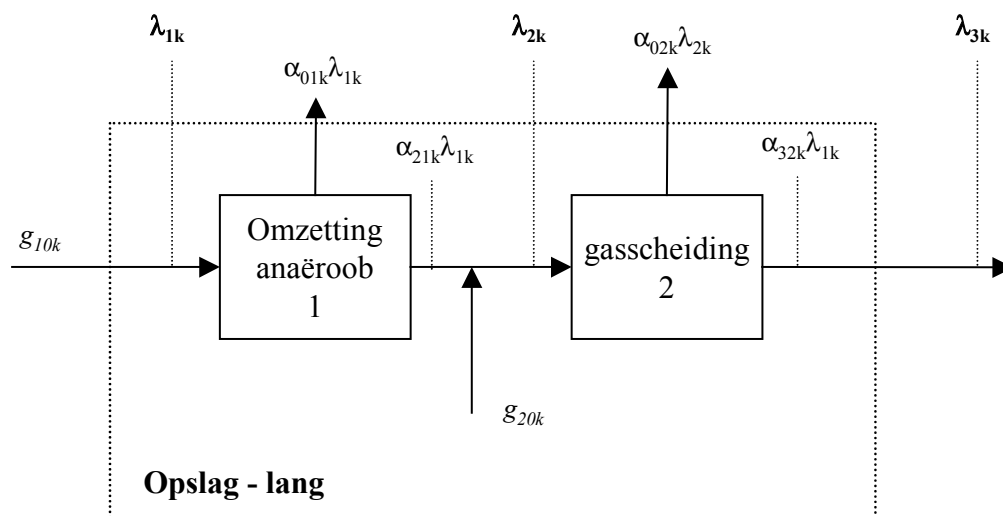 λ1k
λ2k
λ3k
α01kλ1k
α02kλ2k
α21kλ1k
α32kλ1k
g10k
Omzetting
anaëroob
1
gasscheiding
2
g20k
Opslag - lang